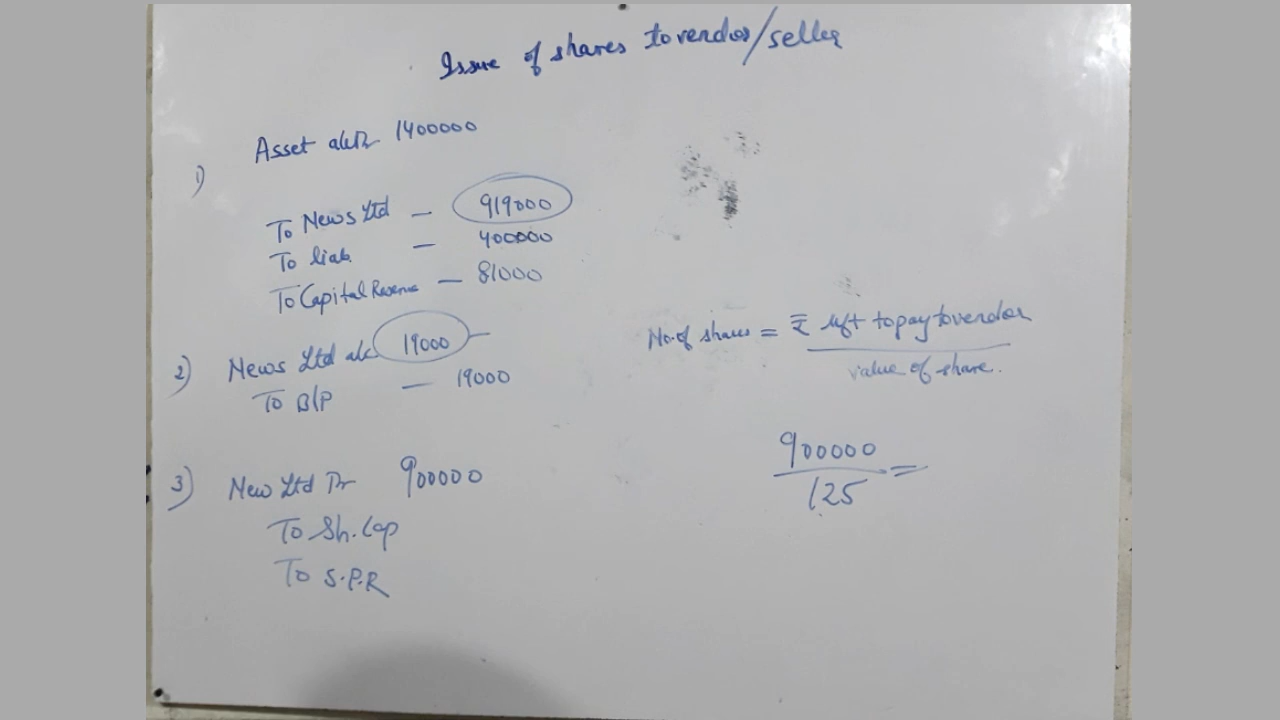 Issue of shares to vendor/seller
1) Asset a/c Dr 1400000
To News Ltd — 919000
To liab. — 400000
To Capital Reserve — 81000
2) News Ltd a/c 19000 —
To B/P — 19000
No. of shares = ₹ left to pay to vendor
value of share.
3) New Ltd Dr 900000
To Sh. Cap
To S.P.R
900000
125 =